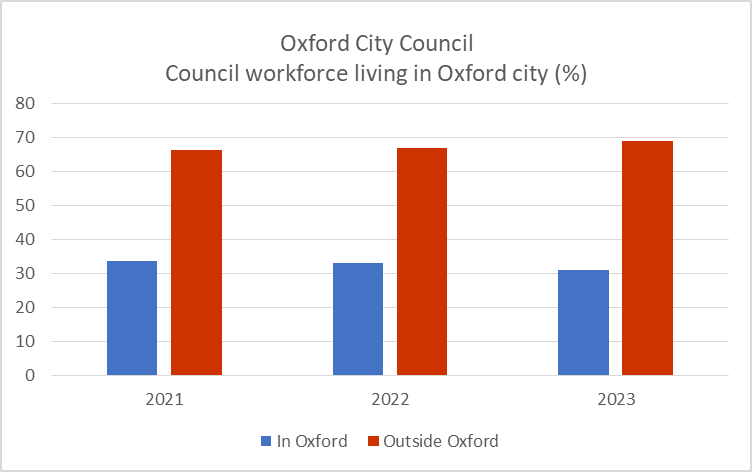 Oxford City Council
Council workforce living in Oxford city (%)
80
70
60
50
40
30
20
10
0
2021 2022 2023
In Oxford Outside Oxford